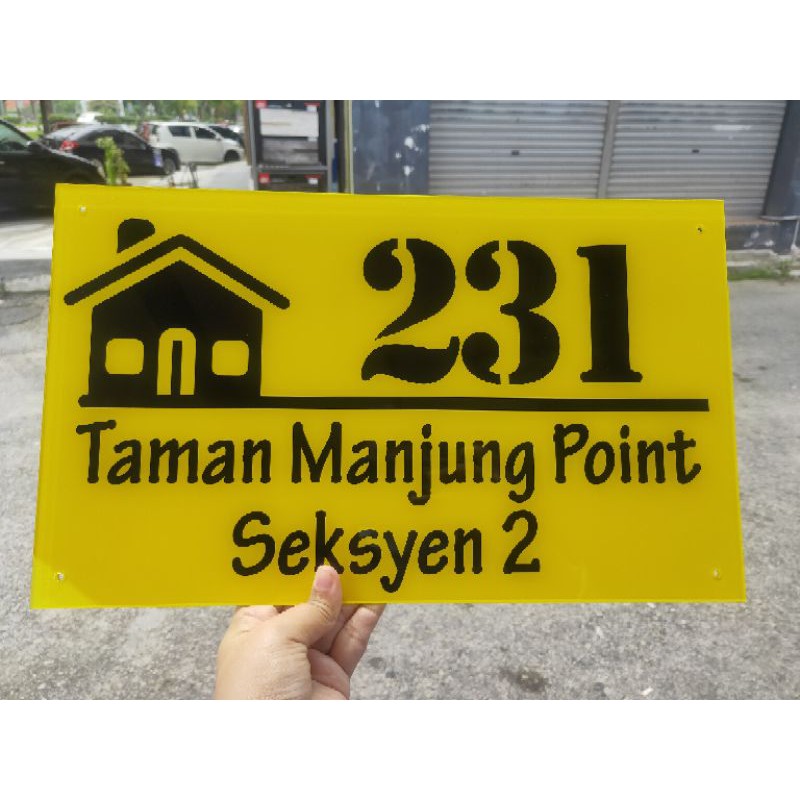 231
Taman Manjung Point
Seksyen 2